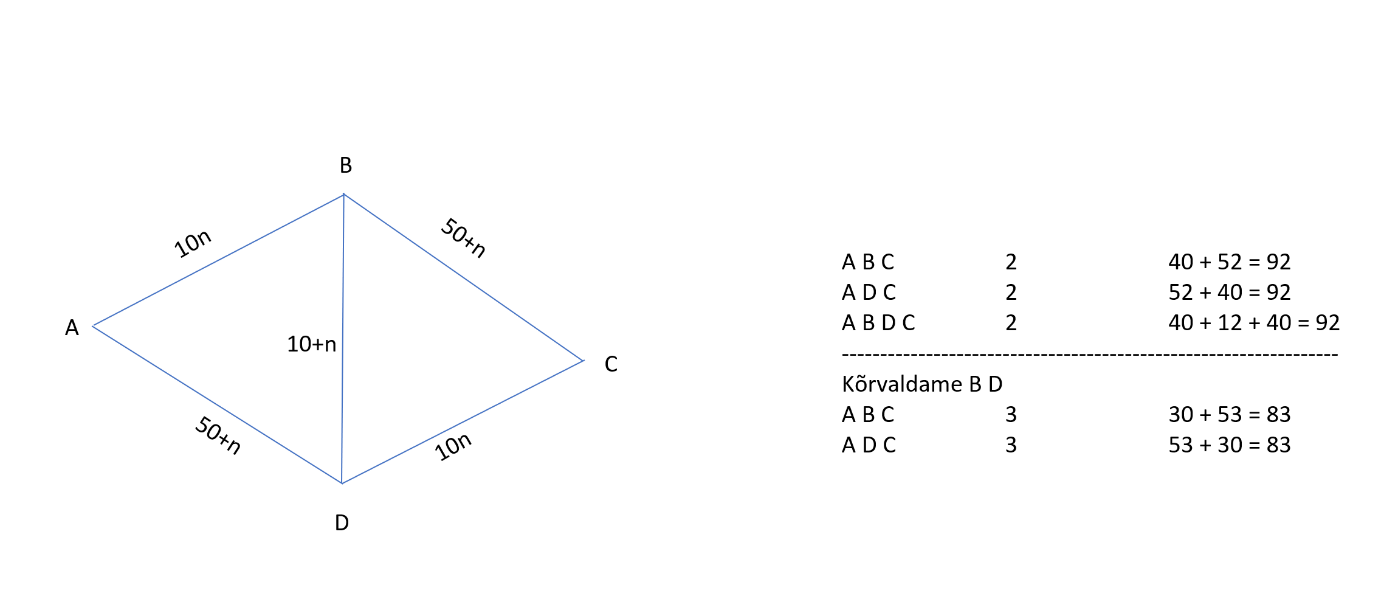 B
10n
50+n
A
10+n
C
50+n
10n
D
A B C 2 40 + 52 = 92
A D C 2 52 + 40 = 92
A B D C 2 40 + 12 + 40 = 92
-----------------------------------------------------------------
Kõrvaldame B D
A B C 3 30 + 53 = 83
A D C 3 53 + 30 = 83